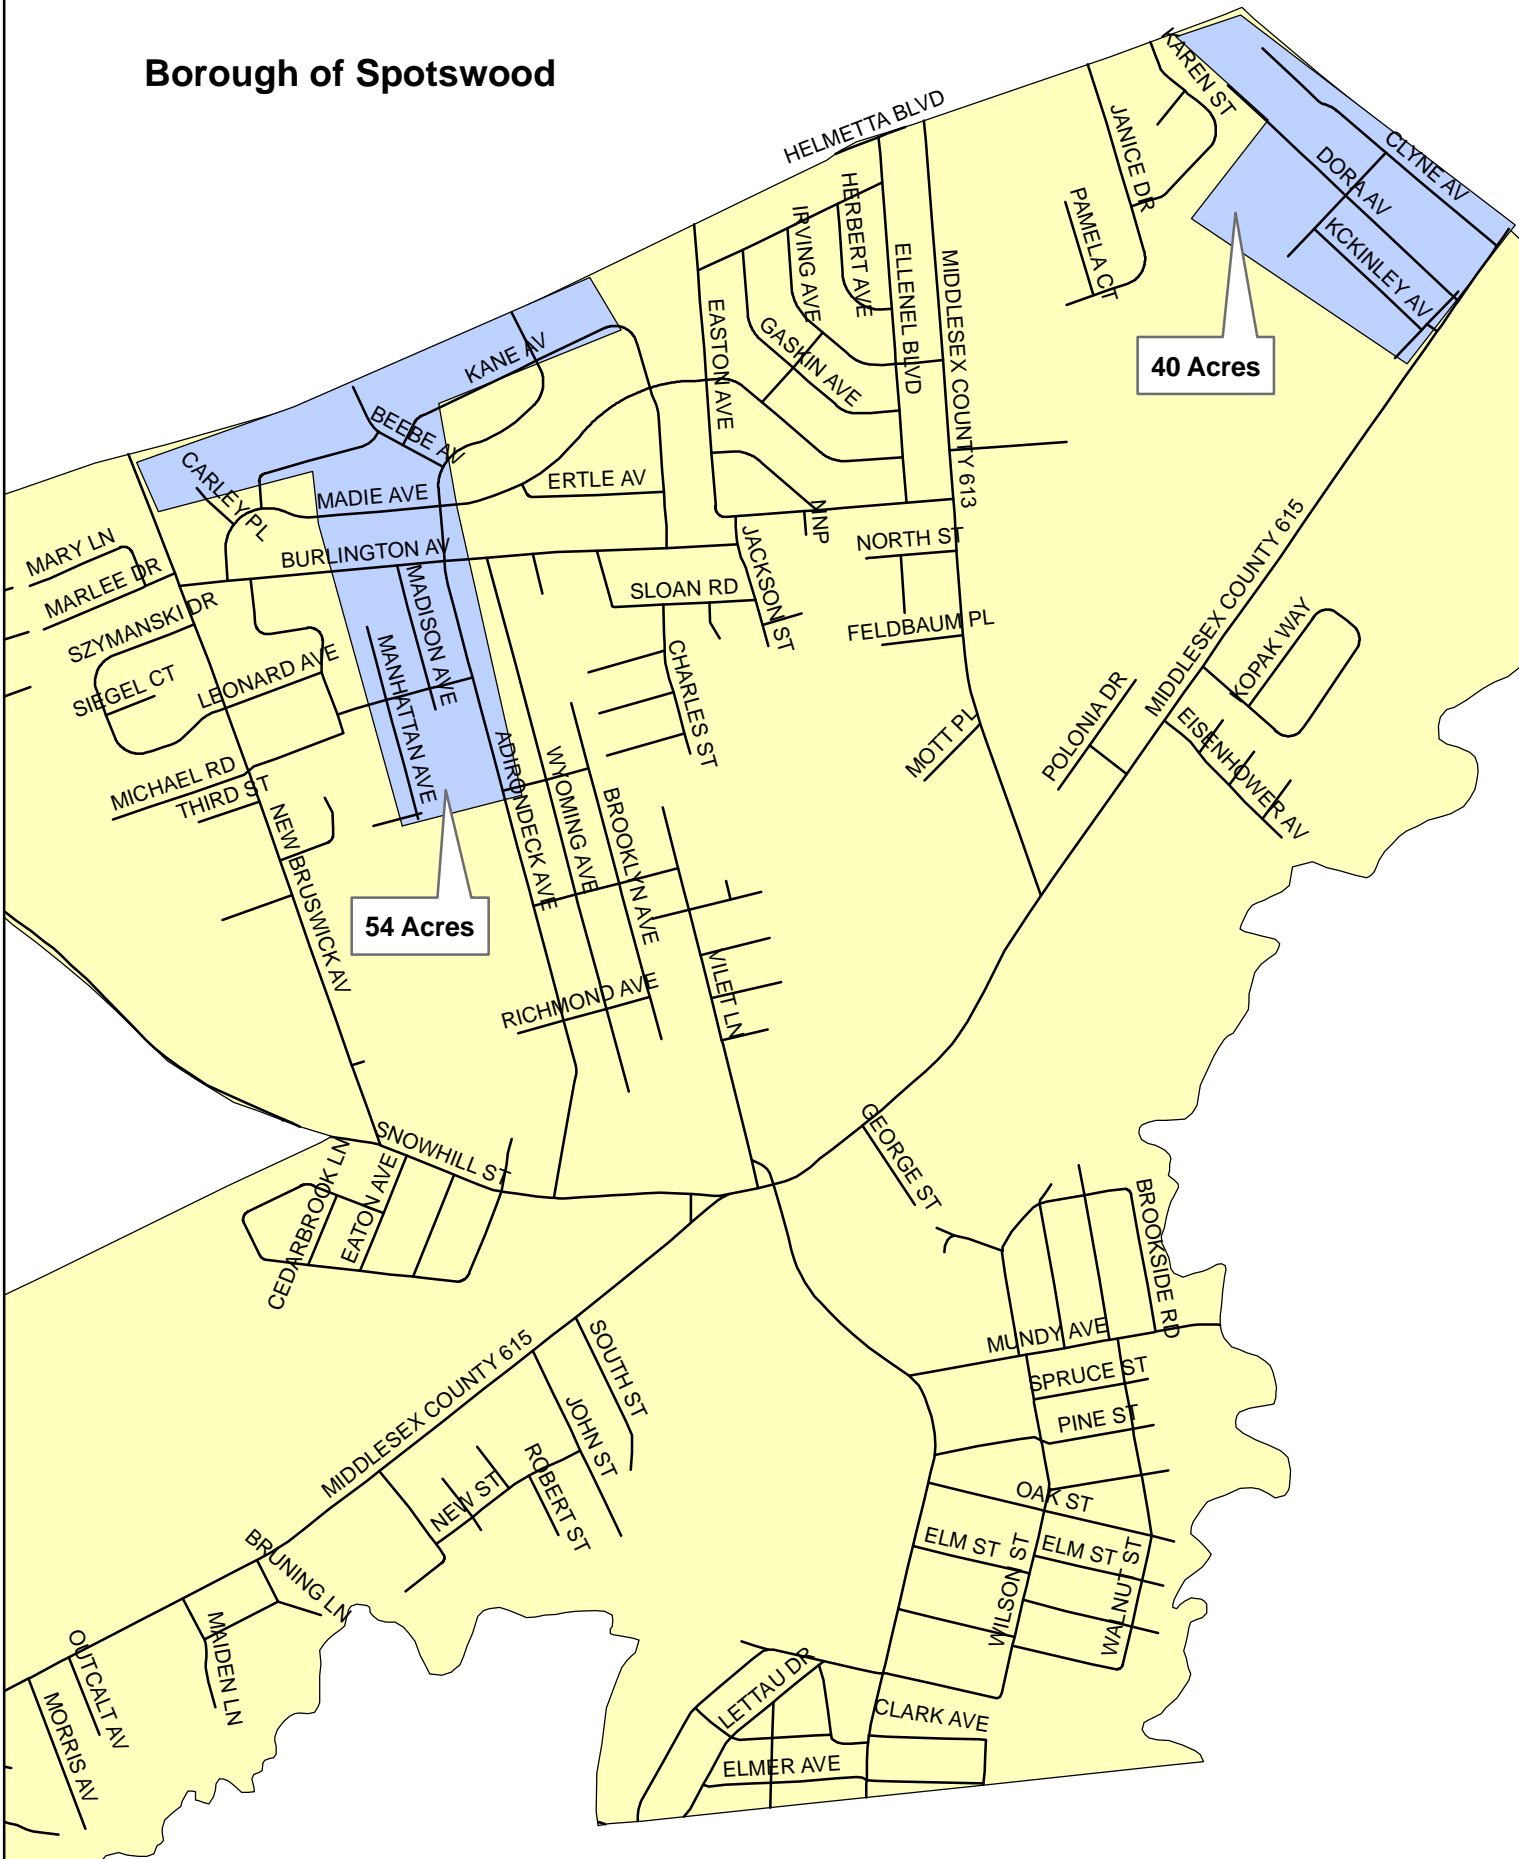 Borough of Spotswood
HELMETTA BLVD
KAREN ST
JANICE DR
CLYNE AV
DORA AV
KCKINLEY AV
PAMELA CT
HERBERT AVE
IRVING AVE
ELLENEL BLVD
MIDDLESEX COUNTY 613
GASKIN AVE
EASTON AVE
40 Acres
KANE AV
BEEBE AV
CARLEY PL
MADIE AVE
ERTLE AV
N NP
NORTH ST
MARY LN
MARLEE DR
BURLINGTON AV
JACKSON ST
SLOAN RD
MIDDLESEX COUNTY 615
SZYMANSKI DR
MADISON AVE
FELDBAUM PL
KOPAK WAY
SIEGEL CT
LEONARD AVE
MANHATTAN AVE
CHARLES ST
POLONIA DR
EISENHOWER AV
MOTT PL
MICHAEL RD
THIRD ST
ADIRONDECK AVE
WYOMING AVE
BROOKLYN AVE
NEW BRUSWICK AV
54 Acres
VILET LN
RICHMOND AVE
SNOWHILL ST
GEORGE ST
CEDARBROOK LN
EATON AVE
BROOKSIDE RD
MUNDY AVE
MIDDLESEX COUNTY 615
SOUTH ST
SPRUCE ST
JOHN ST
PINE ST
ROBERT ST
NEW ST
OAK ST
BRUNING LN
ELM ST
ELM ST
WILSON ST
WALNUT ST
MAIDEN LN
OUTCALT AV
MORRIS AV
LETTAU DR
CLARK AVE
ELMER AVE